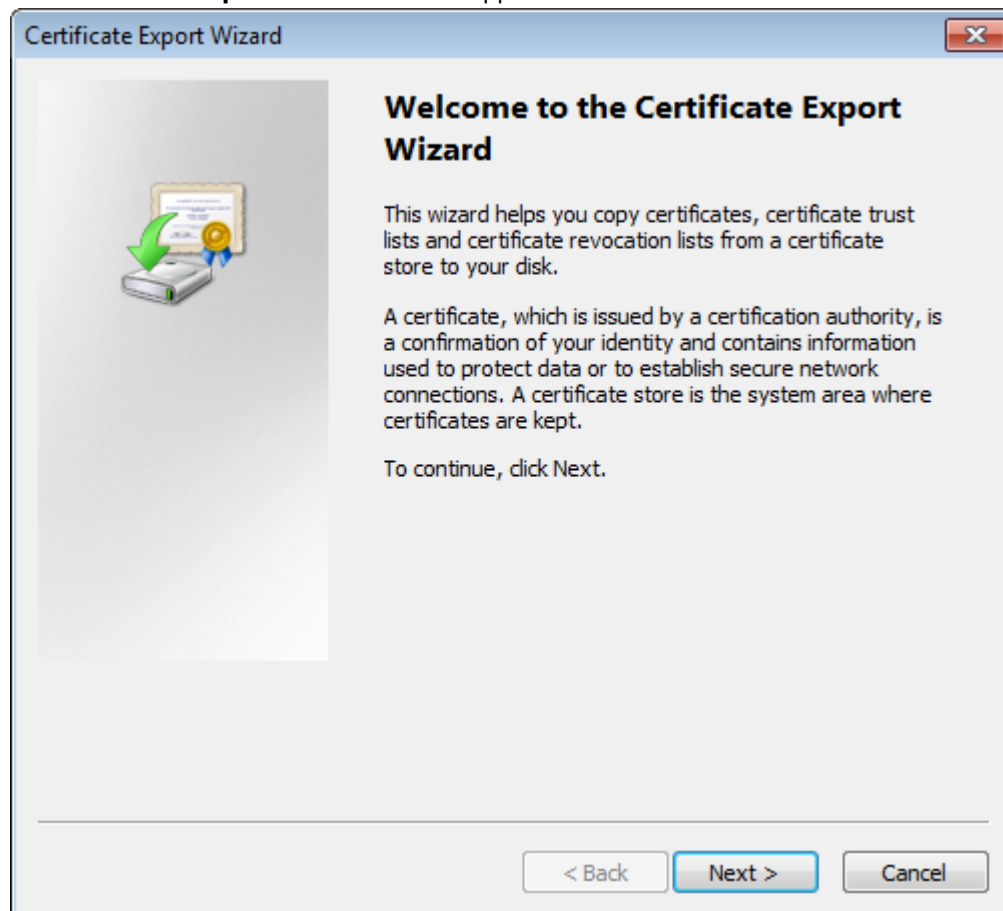 Certificate Export Wizard
Welcome to the Certificate Export
Wizard
This wizard helps you copy certificates, certificate trust
lists and certificate revocation lists from a certificate
store to your disk.
A certificate, which is issued by a certification authority, is
a confirmation of your identity and contains information
used to protect data or to establish secure network
connections. A certificate store is the system area where
certificates are kept.
To continue, click Next.
< Back
Next >
Cancel